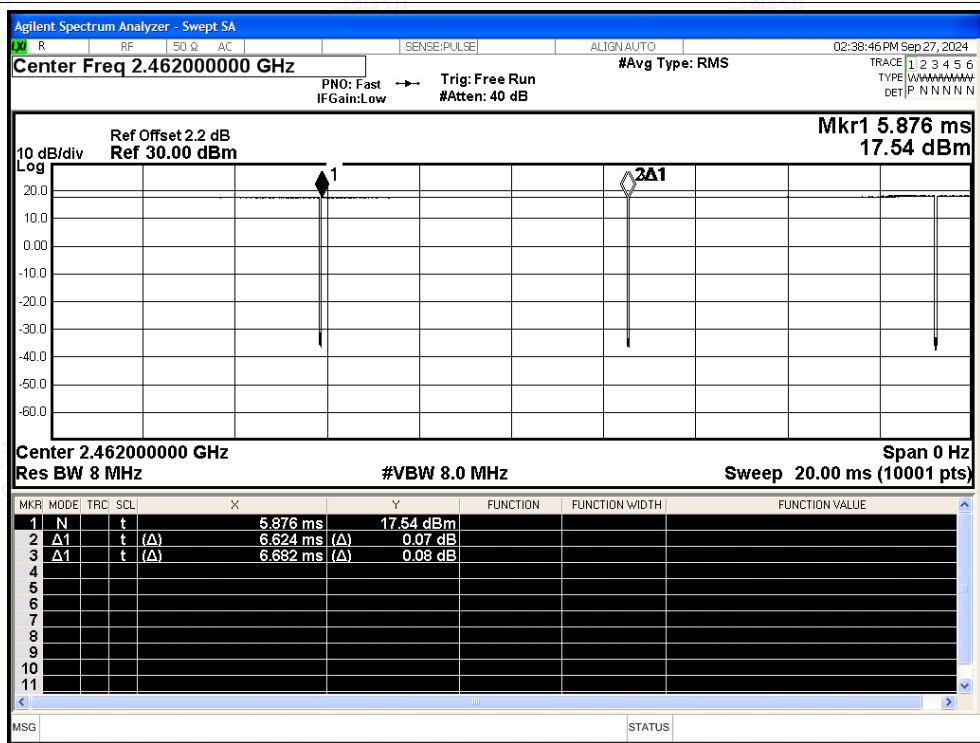 Agilent Spectrum Analyzer - Swept SA
LXI R RF 50 Ω AC SENSE:PULSE ALIGN AUTO 02:38:46 PM Sep 27, 2024
Center Freq 2.462000000 GHz #Avg Type: RMS TRACE 1 2 3 4 5 6
PNO: Fast Trig: Free Run TYPE WWWWWW
IFGain:Low #Atten: 40 dB DET P N N N N N
Mkr1 5.876 ms
17.54 dBm
Ref Offset 2.2 dB
10 dB/div Ref 30.00 dBm
Log
1 2Δ1
20.0
10.0
0.00
-10.0
-20.0
-30.0
-40.0
-50.0
-60.0
Center 2.462000000 GHz Span 0 Hz
Res BW 8 MHz #VBW 8.0 MHz Sweep 20.00 ms (10001 pts)
MKR MODE TRC SCL X Y FUNCTION FUNCTION WIDTH FUNCTION VALUE
1 N t 5.876 ms 17.54 dBm
2 Δ1 t (Δ) 6.624 ms (Δ) 0.07 dB
3 Δ1 t (Δ) 6.682 ms (Δ) 0.08 dB
4
5
6
7
8
9
10
11
MSG STATUS